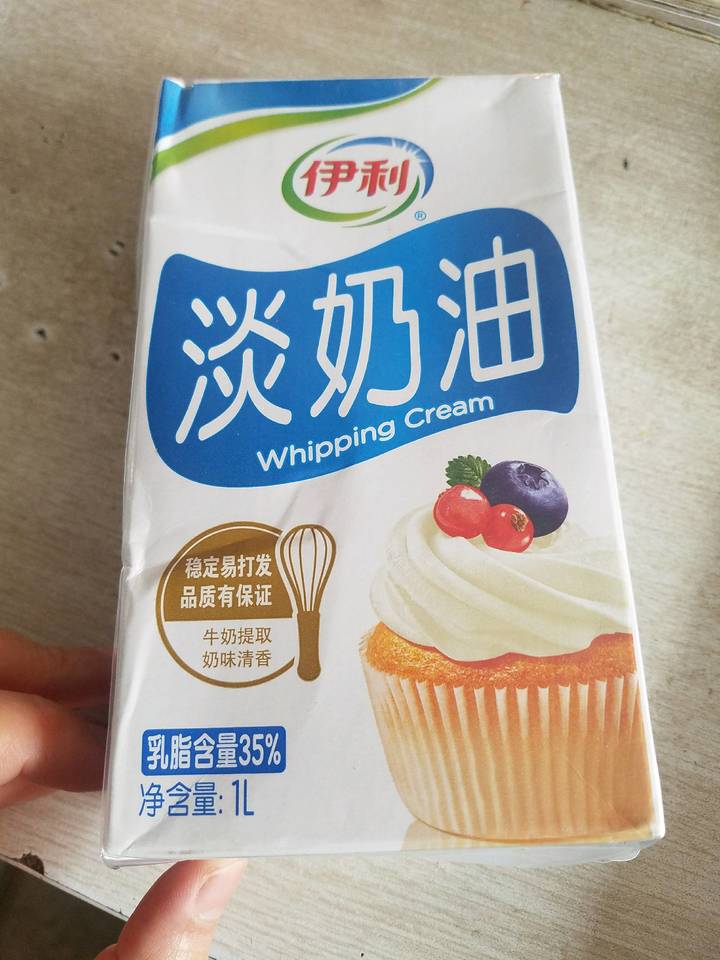 伊利
®
淡奶油
Whipping Cream
稳定易打发
品质有保证
牛奶提取
奶味清香
乳脂含量35%
净含量: 1L